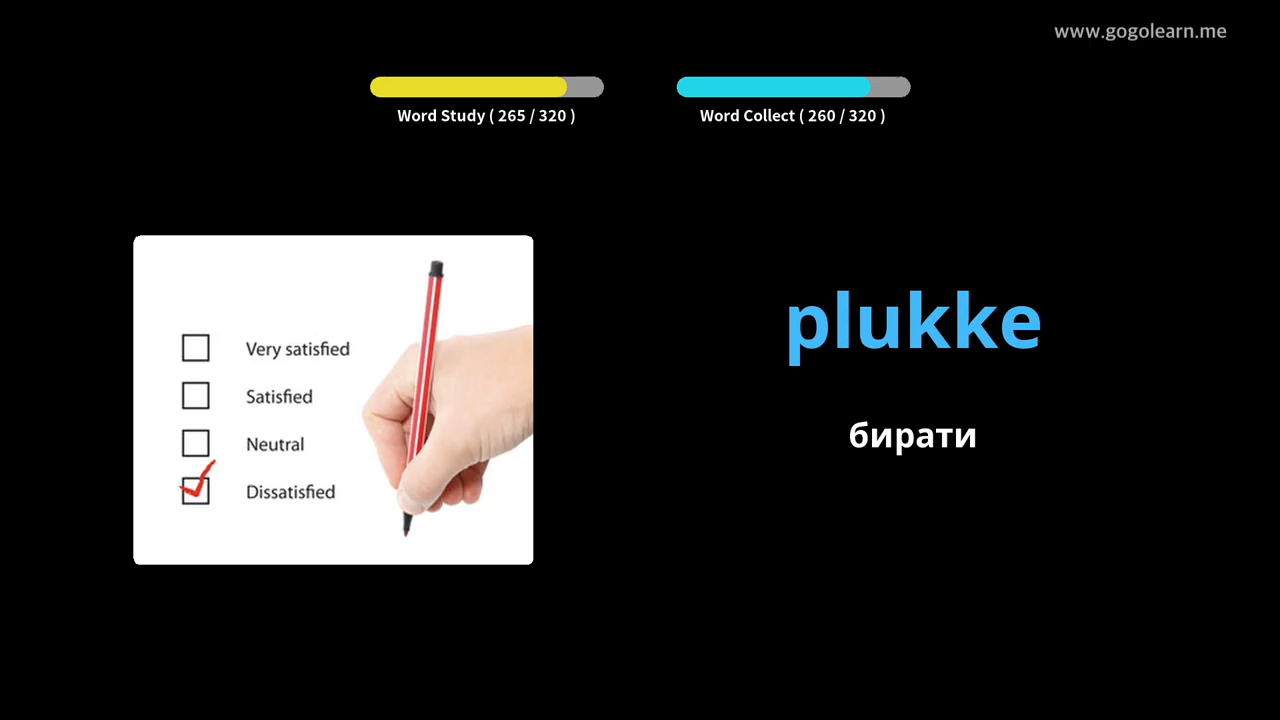 www.gogolearn.me
Word Study ( 265 / 320 )
Word Collect ( 260 / 320 )
Very satisfied
Satisfied
Neutral
Dissatisfied
plukke
бирати